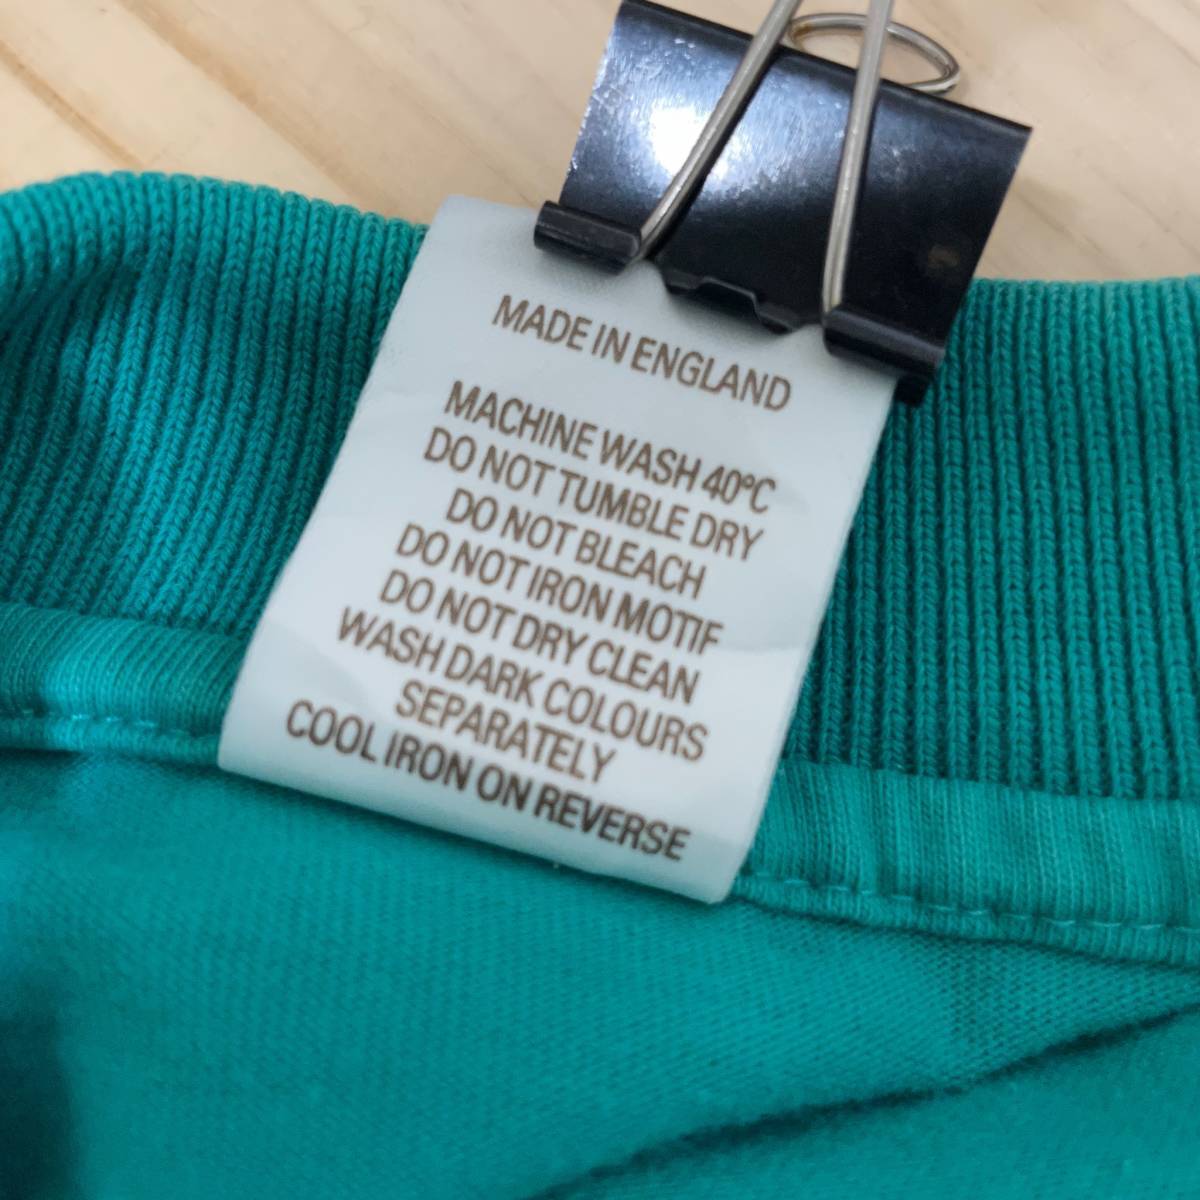 MADE IN ENGLAND
MACHINE WASH 40°C
DO NOT TUMBLE DRY
DO NOT BLEACH
DO NOT IRON MOTIF
DO NOT DRY CLEAN
WASH DARK COLOURS
SEPARATELY
COOL IRON ON REVERSE